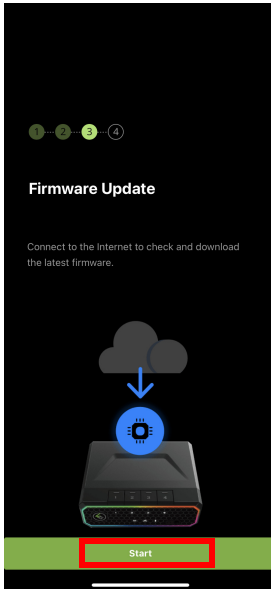 1 2 3 4
Firmware Update
Connect to the Internet to check and download
the latest firmware.
Start